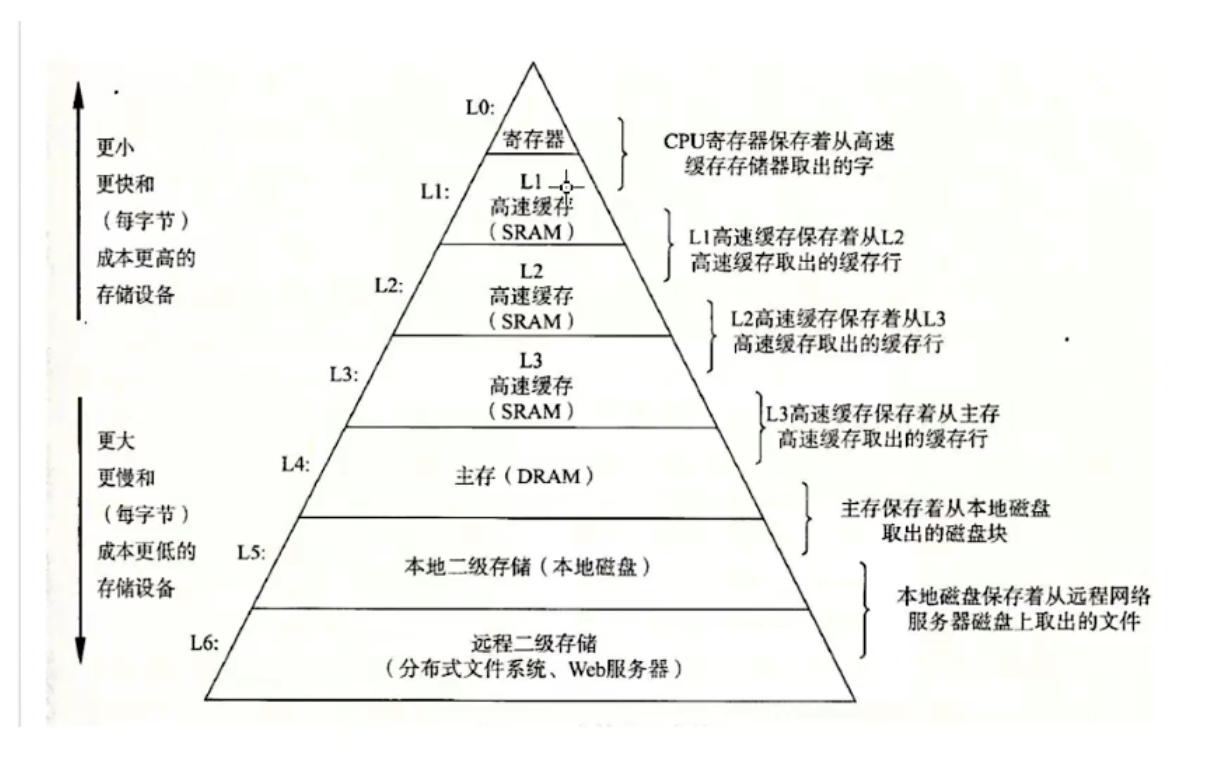 更小
更快和
（每字节）
成本更高的
存储设备
更大
更慢和
（每字节）
成本更低的
存储设备
L0:
寄存器
L1:
L1
高速缓存
（SRAM）
L2:
L2
高速缓存
（SRAM）
L3:
L3
高速缓存
（SRAM）
L4:
主存（DRAM）
L5:
本地二级存储（本地磁盘）
L6:
远程二级存储
（分布式文件系统、Web服务器）
CPU寄存器保存着从高速
缓存存储器取出的字
L1高速缓存保存着从L2
高速缓存取出的缓存行
L2高速缓存保存着从L3
高速缓存取出的缓存行
L3高速缓存保存着从主存
高速缓存取出的缓存行
主存保存着从本地磁盘
取出的磁盘块
本地磁盘保存着从远程网络
服务器磁盘上取出的文件